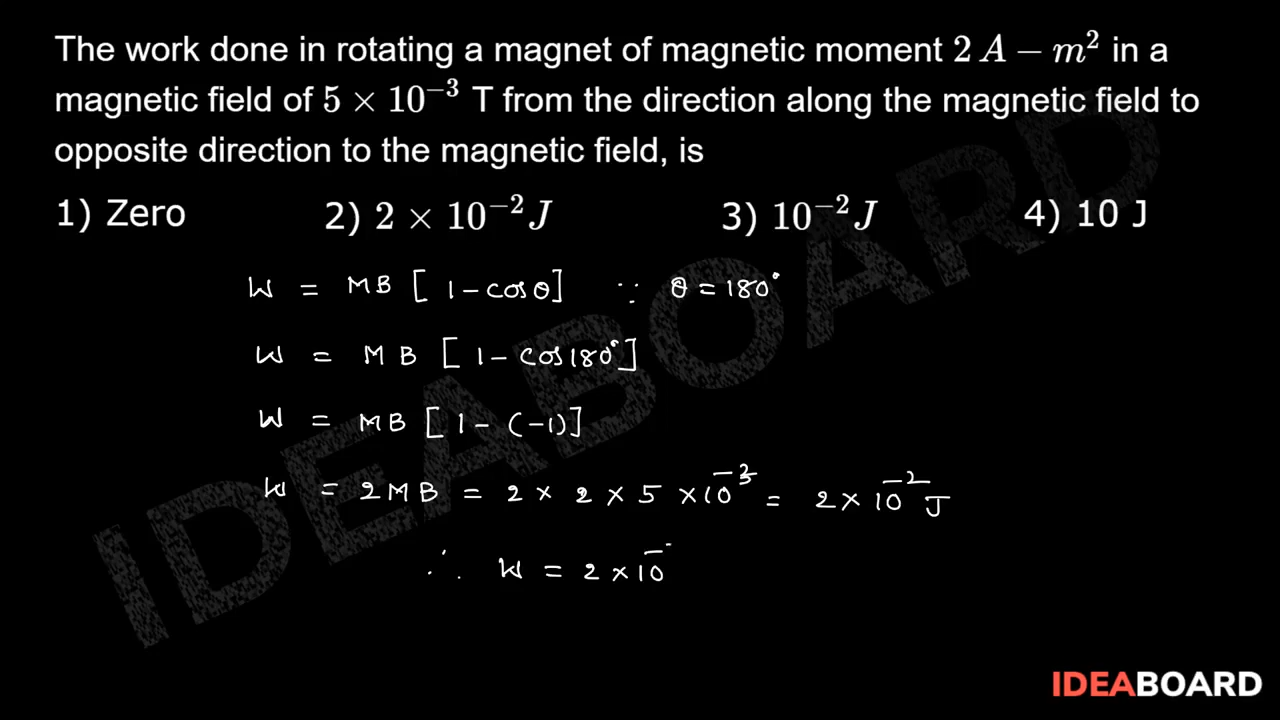 The work done in rotating a magnet of magnetic moment 2 A − m² in a
magnetic field of 5 × 10⁻³ T from the direction along the magnetic field to
opposite direction to the magnetic field, is
1) Zero 2) 2 × 10⁻² J 3) 10⁻² J 4) 10 J
W = MB [1 - cosθ] ∵ θ = 180°
W = MB [1 - cos180°]
W = MB [1 - (-1)]
W = 2MB = 2 × 2 × 5 × 10⁻³ = 2 × 10⁻² J
∴ W = 2 × 10⁻
IDEABOARD
IDEABOARD